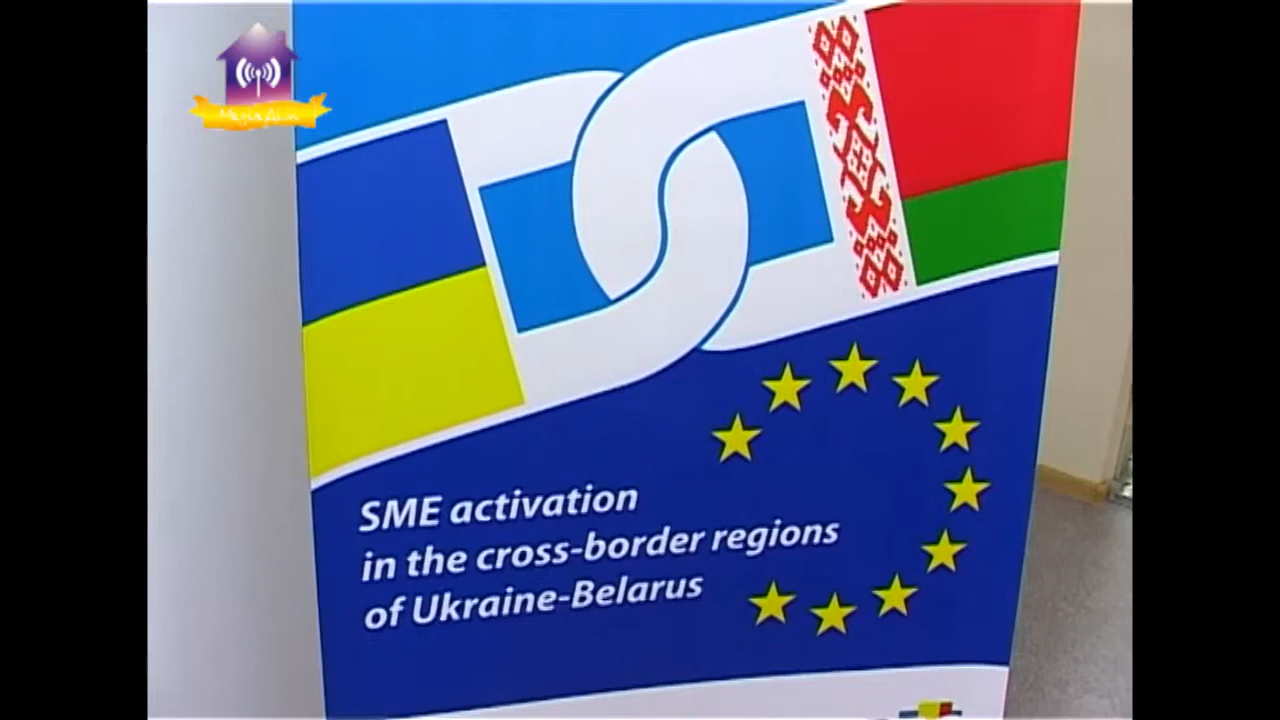 SME activation
in the cross-border regions
of Ukraine-Belarus